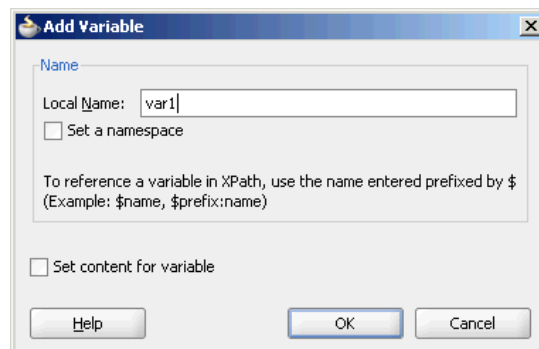 Add Variable
Name
Local Name: var1
Set a namespace
To reference a variable in XPath, use the name entered prefixed by $
(Example: $name, $prefix:name)
Set content for variable
Help OK Cancel